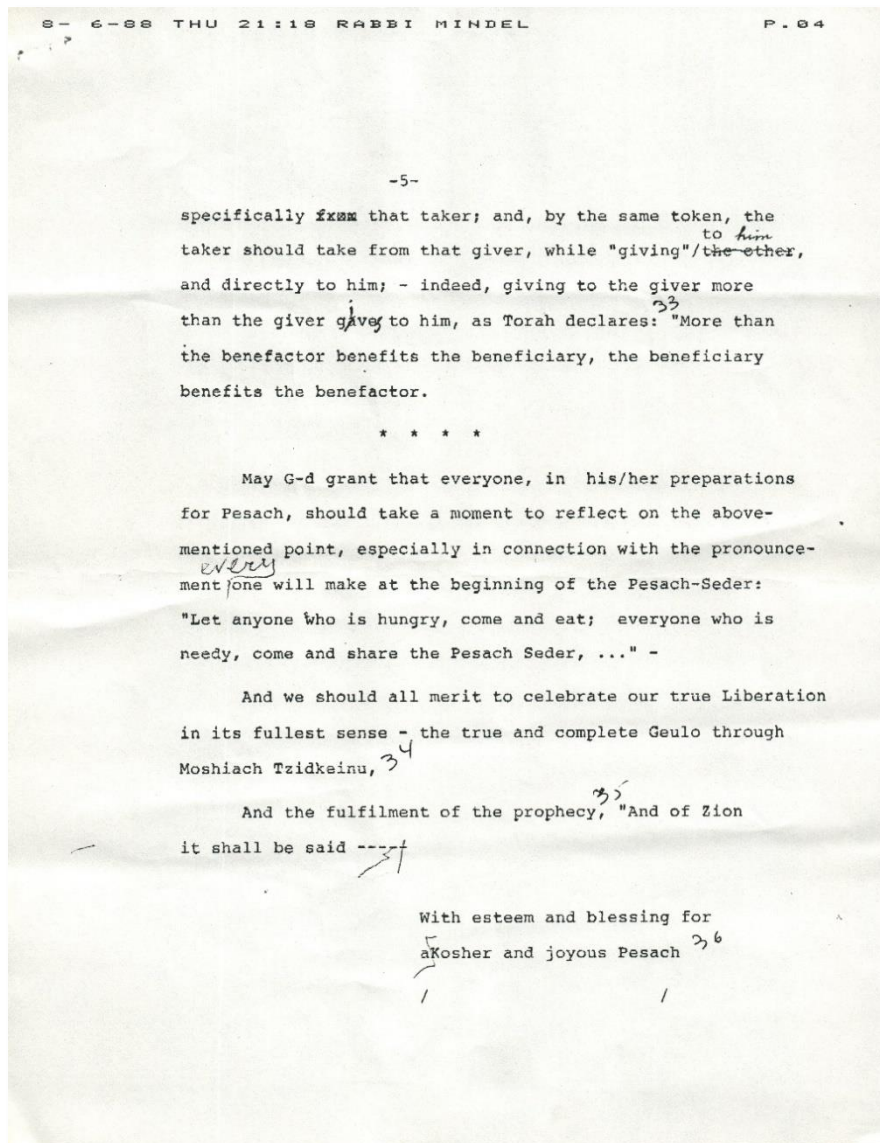 8- 6-88 THU 21:18 RABBI MINDEL P.04
-5-
specifically that taker; and, by the same token, the
to him
taker should take from that giver, while "giving"/the other,
and directly to him; - indeed, giving to the giver more
33
than the giver gives to him, as Torah declares: "More than
the benefactor benefits the beneficiary, the beneficiary
benefits the benefactor.
* * * *
May G-d grant that everyone, in his/her preparations
for Pesach, should take a moment to reflect on the above-
mentioned point, especially in connection with the pronounce-
every
ment one will make at the beginning of the Pesach-Seder:
"Let anyone who is hungry, come and eat; everyone who is
needy, come and share the Pesach Seder, ..." -
And we should all merit to celebrate our true Liberation
in its fullest sense - the true and complete Geulo through
Moshiach Tzidkeinu, 34
35
And the fulfilment of the prophecy, "And of Zion
it shall be said ----
With esteem and blessing for
a Kosher and joyous Pesach 36